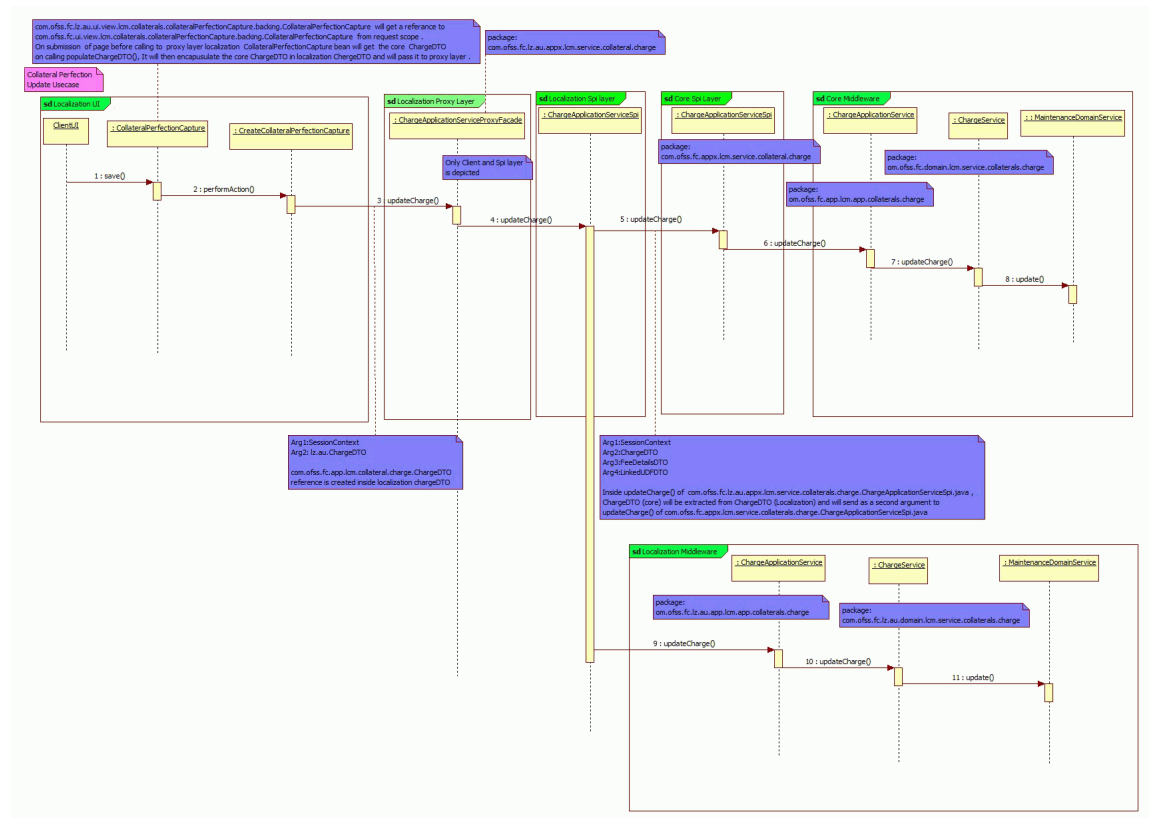 com.ofss.fc.lz.au.ui.view.lcm.collaterals.collateralPerfectionCapture.backing.CollateralPerfectionCapture will get a referance to
com.ofss.fc.ui.view.lcm.collaterals.collateralPerfectionCapture.backing.CollateralPerfectionCapture from request scope .
On submission of page before calling to proxy layer localization CollateralPerfectionCapture bean will get the core ChargeDTO
on calling populateChargeDTO(), It will then encapusulate the core ChargeDTO in localization ChergeDTO and will pass it to proxy layer .
package:
com.ofss.fc.lz.au.appx.lcm.service.collateral.charge
Collateral Perfection
Update Usecase
sd Localization UI
sd Localization Proxy Layer
sd Localization Spi layer
sd Core Spi Layer
sd Core Middleware
ClientUI
: CollateralPerfectionCapture
: CreateCollateralPerfectionCapture
: ChargeApplicationServiceProxyFacade
: ChargeApplicationServiceSpi
: ChargeApplicationServiceSpi
: ChargeApplicationService
: ChargeService
: : MaintenanceDomainService
Only Client and Spi layer
is depicted
package:
com.ofss.fc.appx.lcm.service.collateral.charge
package:
om.ofss.fc.domain.lcm.service.collaterals.charge
package:
om.ofss.fc.app.lcm.app.collaterals.charge
1 : save()
2 : performAction()
3 : updateCharge()
4 : updateCharge()
5 : updateCharge()
6 : updateCharge()
7 : updateCharge()
8 : update()
Arg1:SessionContext
Arg2: lz.au.ChargeDTO
com.ofss.fc.app.lcm.collateral.charge.ChargeDTO
reference is created inside localization chargeDTO
Arg1:SessionContext
Arg2:ChargeDTO
Arg3:FeeDetailsDTO
Arg4:LinkedUDFDTO
Inside updateCharge() of com.ofss.fc.lz.au.appx.lcm.service.collaterals.charge.ChargeApplicationServiceSpi.java ,
ChargeDTO (core) will be extracted from ChargeDTO (Localization) and will send as a second argument to
updateCharge() of com.ofss.fc.appx.lcm.service.collaterals.charge.ChargeApplicationServiceSpi.java
sd Localization Middleware
: ChargeApplicationService
: ChargeService
: MaintenanceDomainService
package:
om.ofss.fc.lz.au.app.lcm.app.collaterals.charge
package:
com.ofss.fc.lz.au.domain.lcm.service.collaterals.charge
9 : updateCharge()
10 : updateCharge()
11 : update()